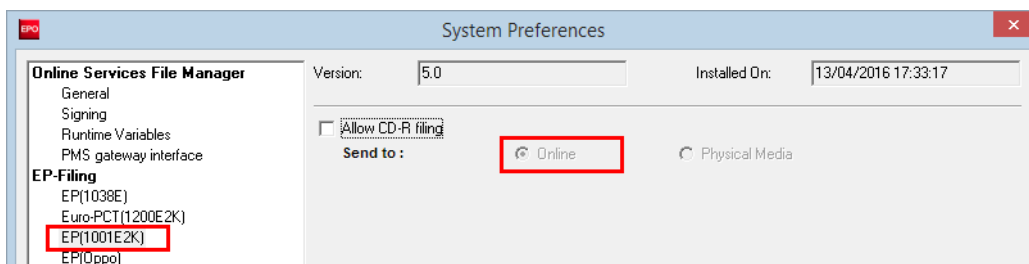 EPO System Preferences ×
Online Services File Manager
General
Signing
Runtime Variables
PMS gateway interface
EP-Filing
EP(1038E)
Euro-PCT(1200E2K)
EP(1001E2K)
EP(Oppo)
Version: 5.0 Installed On: 13/04/2016 17:33:17
Allow CD-R filing
Send to : Online Physical Media